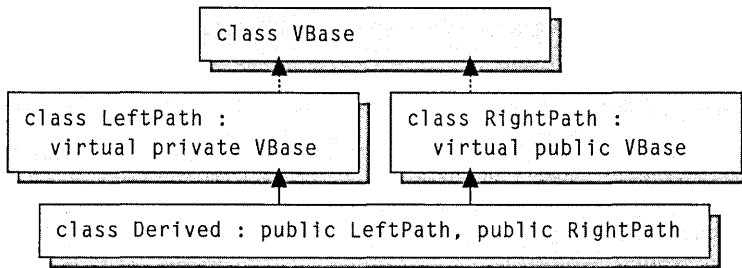 class VBase
class LeftPath :
virtual private VBase
class RightPath :
virtual public VBase
class Derived : public LeftPath, public RightPath